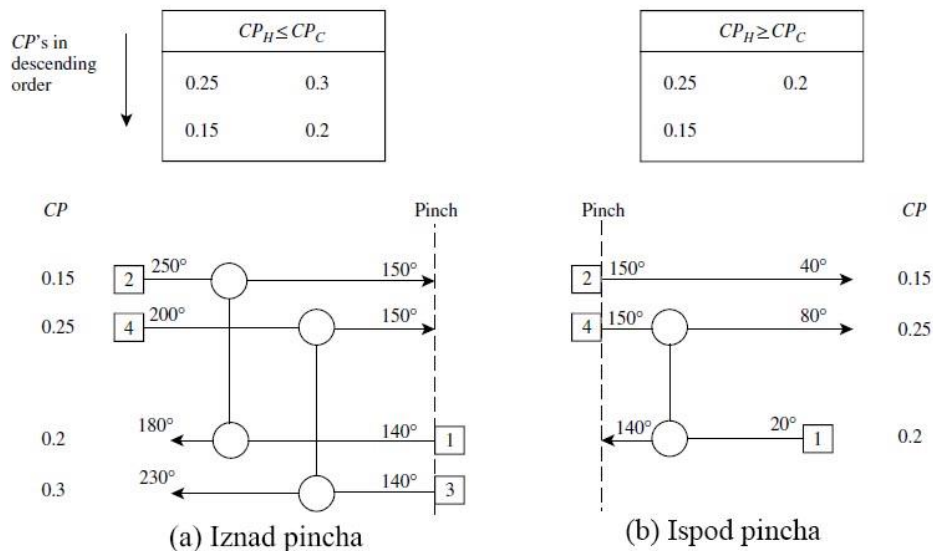 CP's in
descending
order
CP_H ≤ CP_C
0.25 0.3
0.15 0.2
CP_H ≥ CP_C
0.25 0.2
0.15
CP Pinch
0.15 2 250° 150°
0.25 4 200° 150°
0.2 180° 140° 1
0.3 230° 140° 3
(a) Iznad pincha
Pinch CP
2 150° 40° 0.15
4 150° 80° 0.25
140° 20° 1 0.2
(b) Ispod pincha